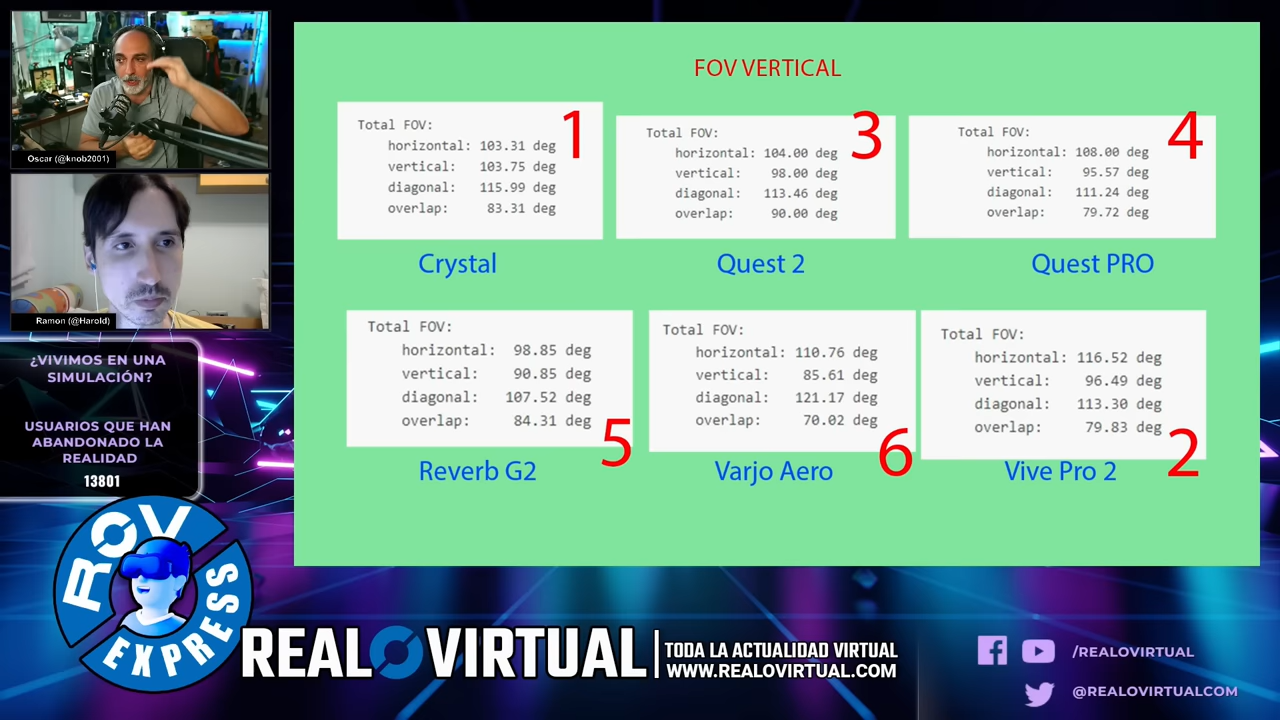 Oscar (@knob2001)
Ramon (@Harold)
¿VIVIMOS EN UNA
SIMULACIÓN?
USUARIOS QUE HAN
ABANDONADO LA
REALIDAD
13801
FOV VERTICAL
1
Total FOV:
horizontal: 103.31 deg
vertical: 103.75 deg
diagonal: 115.99 deg
overlap: 83.31 deg
Crystal
3
Total FOV:
horizontal: 104.00 deg
vertical: 98.00 deg
diagonal: 113.46 deg
overlap: 90.00 deg
Quest 2
4
Total FOV:
horizontal: 108.00 deg
vertical: 95.57 deg
diagonal: 111.24 deg
overlap: 79.72 deg
Quest PRO
Total FOV:
horizontal: 98.85 deg
vertical: 90.85 deg
diagonal: 107.52 deg
overlap: 84.31 deg
5
Reverb G2
Total FOV:
horizontal: 110.76 deg
vertical: 85.61 deg
diagonal: 121.17 deg
overlap: 70.02 deg
6
Varjo Aero
Total FOV:
horizontal: 116.52 deg
vertical: 96.49 deg
diagonal: 113.30 deg
overlap: 79.83 deg
2
Vive Pro 2
ROV
EXPRESS
REAL O VIRTUAL
TODA LA ACTUALIDAD VIRTUAL
WWW.REALOVIRTUAL.COM
/REALOVIRTUAL
@REALOVIRTUALCOM